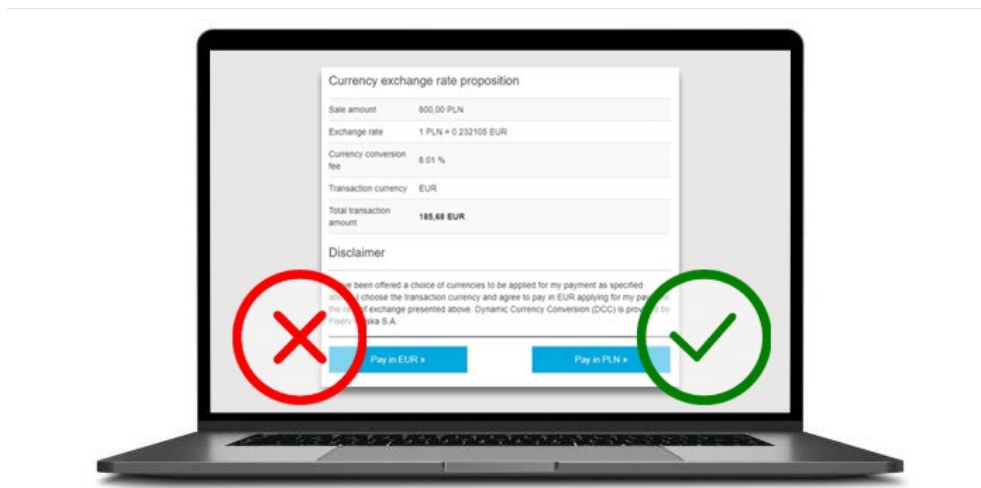 Currency exchange rate proposition
Sale amount 800,00 PLN
Exchange rate 1 PLN = 0.232105 EUR
Currency conversion
fee
8.01 %
Transaction currency EUR
Total transaction
amount
185,68 EUR
Disclaimer
been offered a choice of currencies to be applied for my payment as specified
I choose the transaction currency and agree to pay in EUR applying for my
the of exchange presented above. Dynamic Currency Conversion (DCC) is provided by
Fiserv S.A.
Pay in EUR »
Pay in PLN »